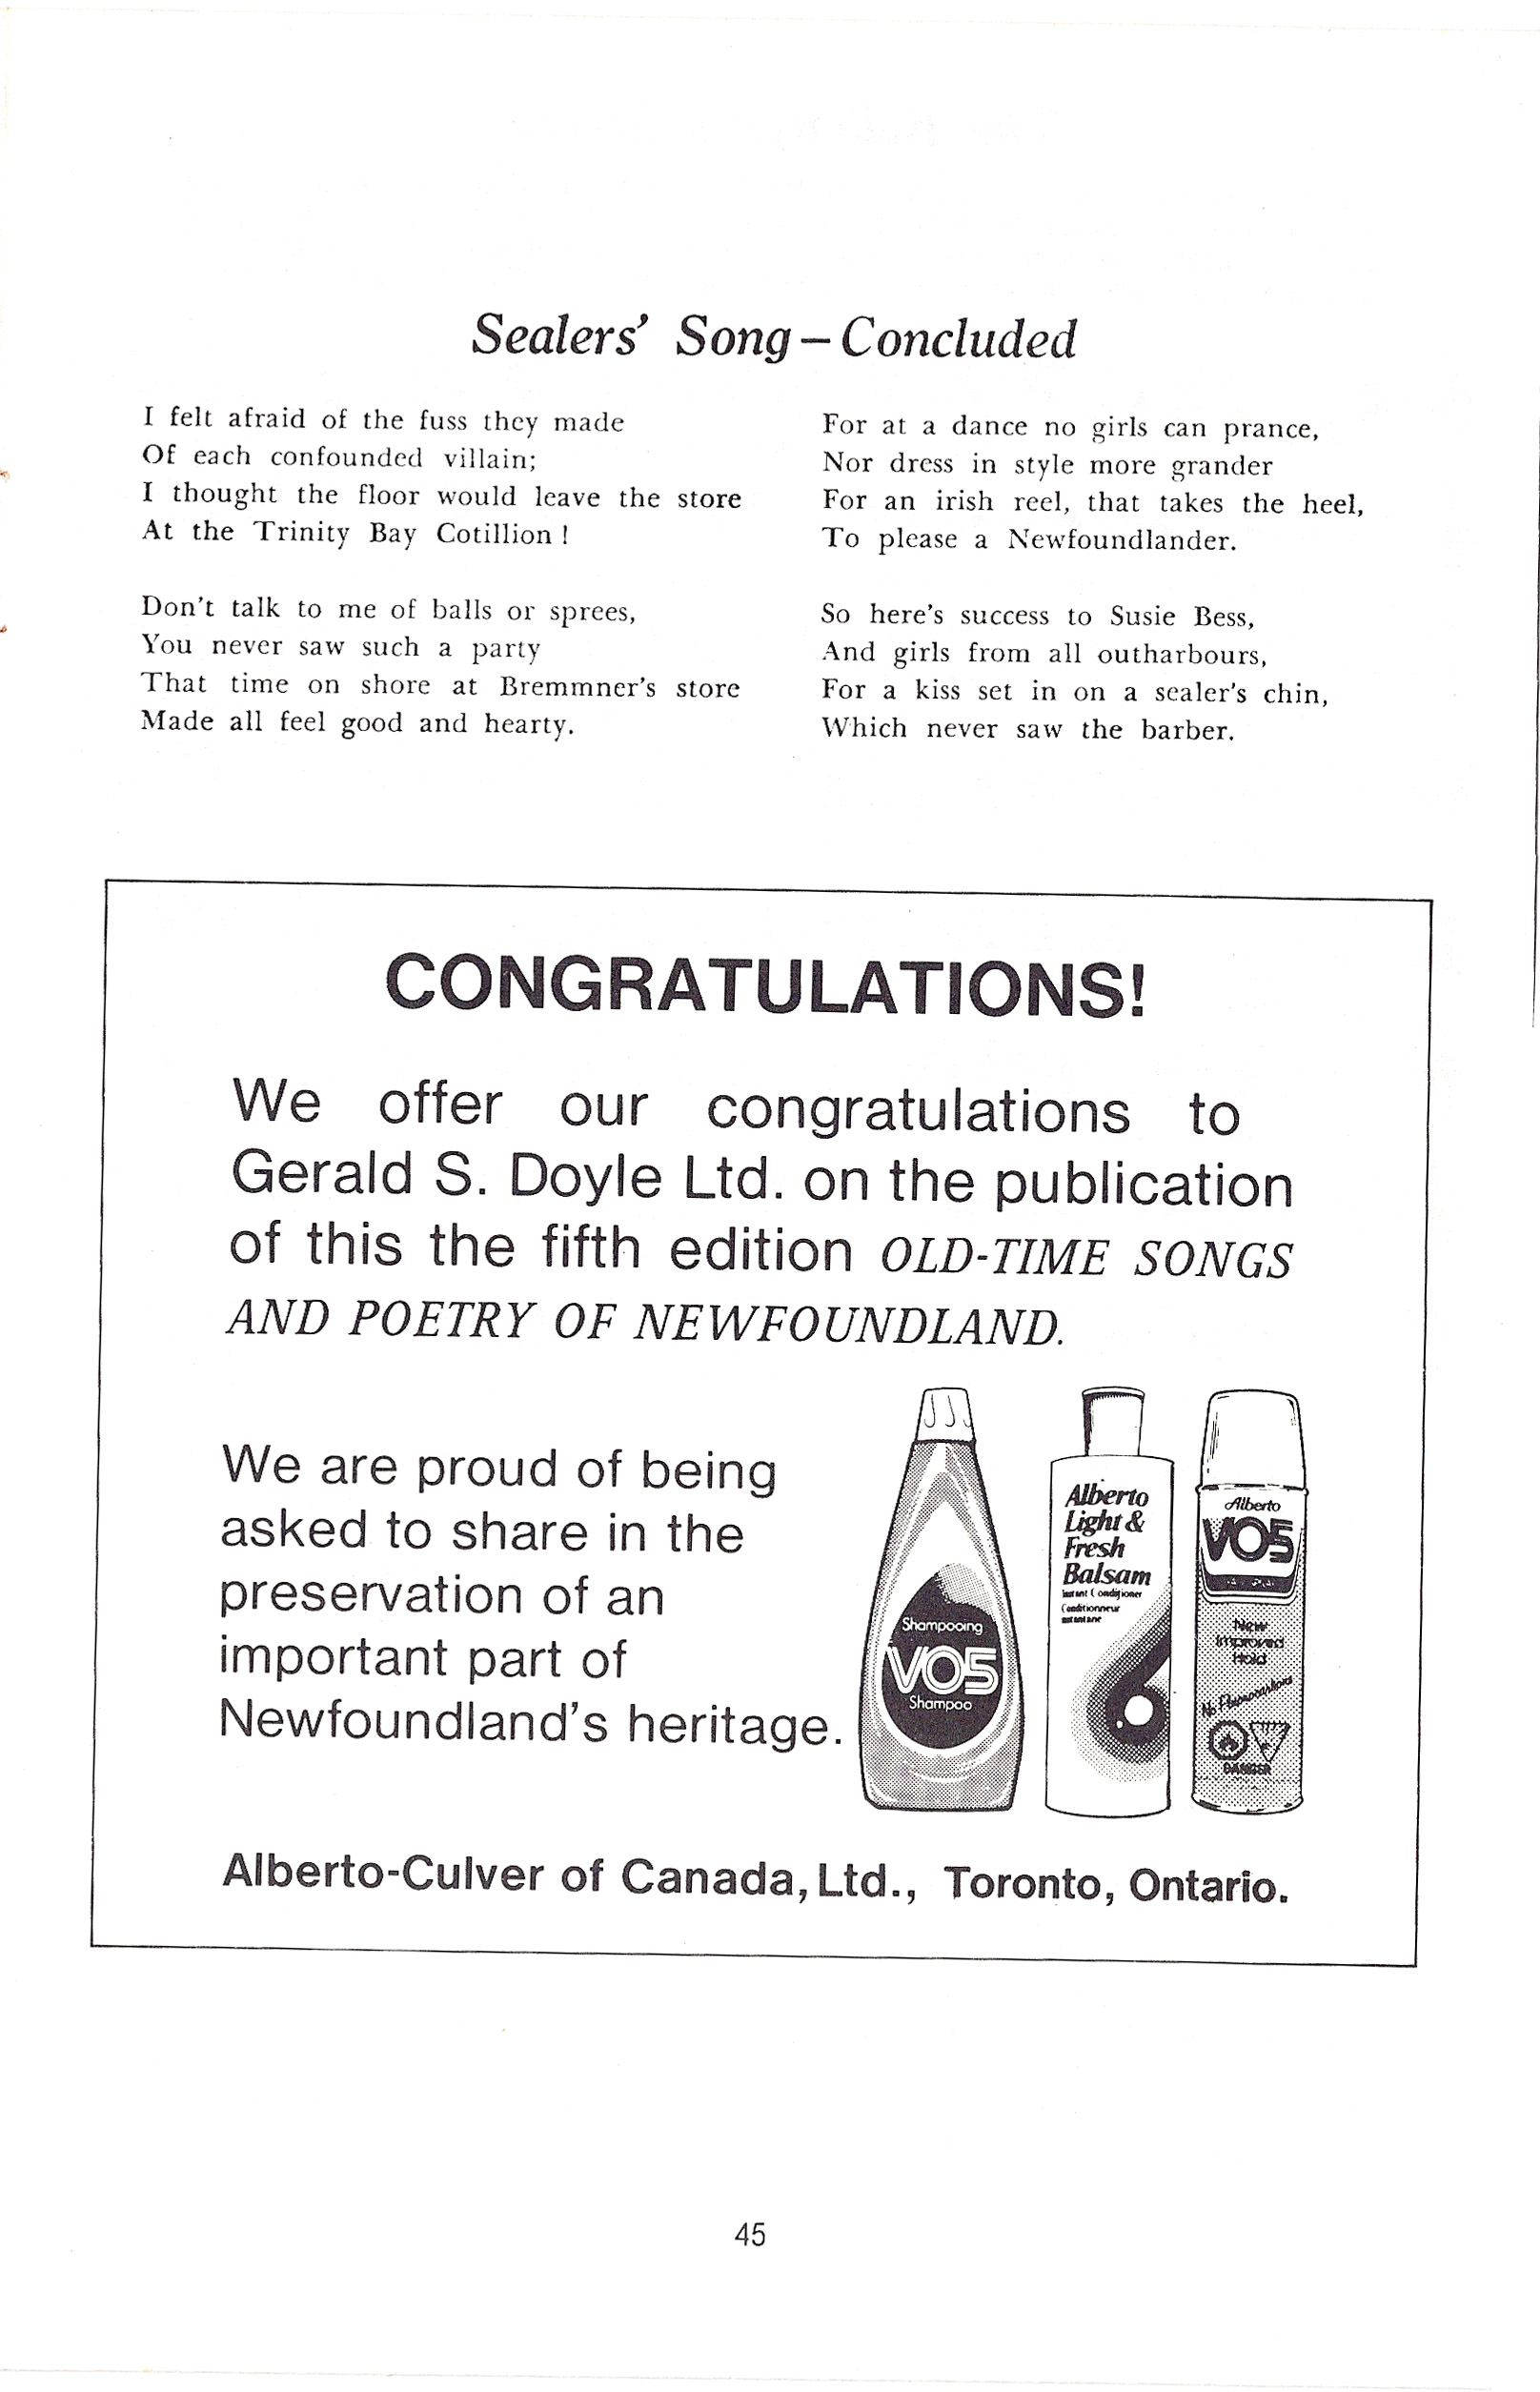 Sealers' Song – Concluded
I felt afraid of the fuss they made
Of each confounded villain;
I thought the floor would leave the store
At the Trinity Bay Cotillion !
Don't talk to me of balls or sprees,
You never saw such a party
That time on shore at Bremmner's store
Made all feel good and hearty.
For at a dance no girls can prance,
Nor dress in style more grander
For an irish reel, that takes the heel,
To please a Newfoundlander.
So here's success to Susie Bess,
And girls from all outharbours,
For a kiss set in on a sealer's chin,
Which never saw the barber.
CONGRATULATIONS!
We offer our congratulations to
Gerald S. Doyle Ltd. on the publication
of this the fifth edition OLD-TIME SONGS
AND POETRY OF NEWFOUNDLAND.
We are proud of being
asked to share in the
preservation of an
important part of
Newfoundland's heritage.
Shampooing
VO5
Shampoo
Alberto
Light &
Fresh
Balsam
Instant Conditioner
Conditionneur
instantané
Alberto
VO5
New
Improved
Hold
No Fluorocarbons
DANGER
Alberto-Culver of Canada, Ltd., Toronto, Ontario.
45